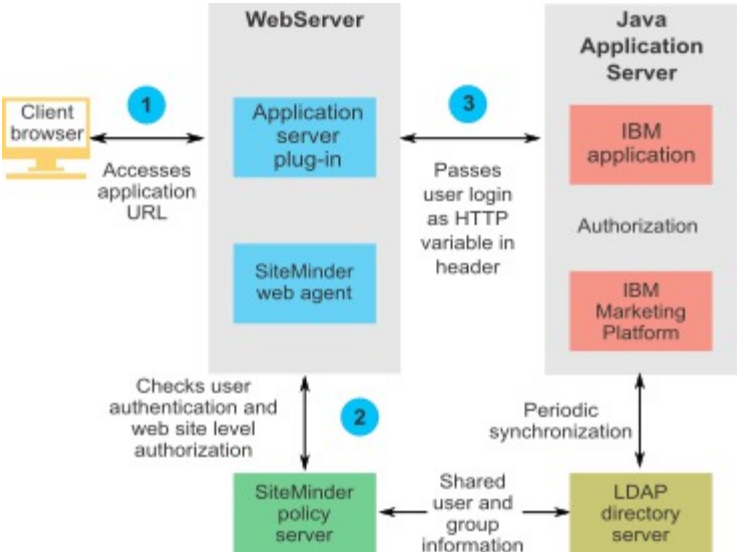 WebServer
Java
Application
Server
Client
browser
1
Accesses
application
URL
Application
server
plug-in
SiteMinder
web agent
3
Passes
user login
as HTTP
variable in
header
IBM
application
Authorization
IBM
Marketing
Platform
Checks user
authentication and
web site level
authorization
2
Periodic
synchronization
SiteMinder
policy
server
Shared
user and
group
information
LDAP
directory
server